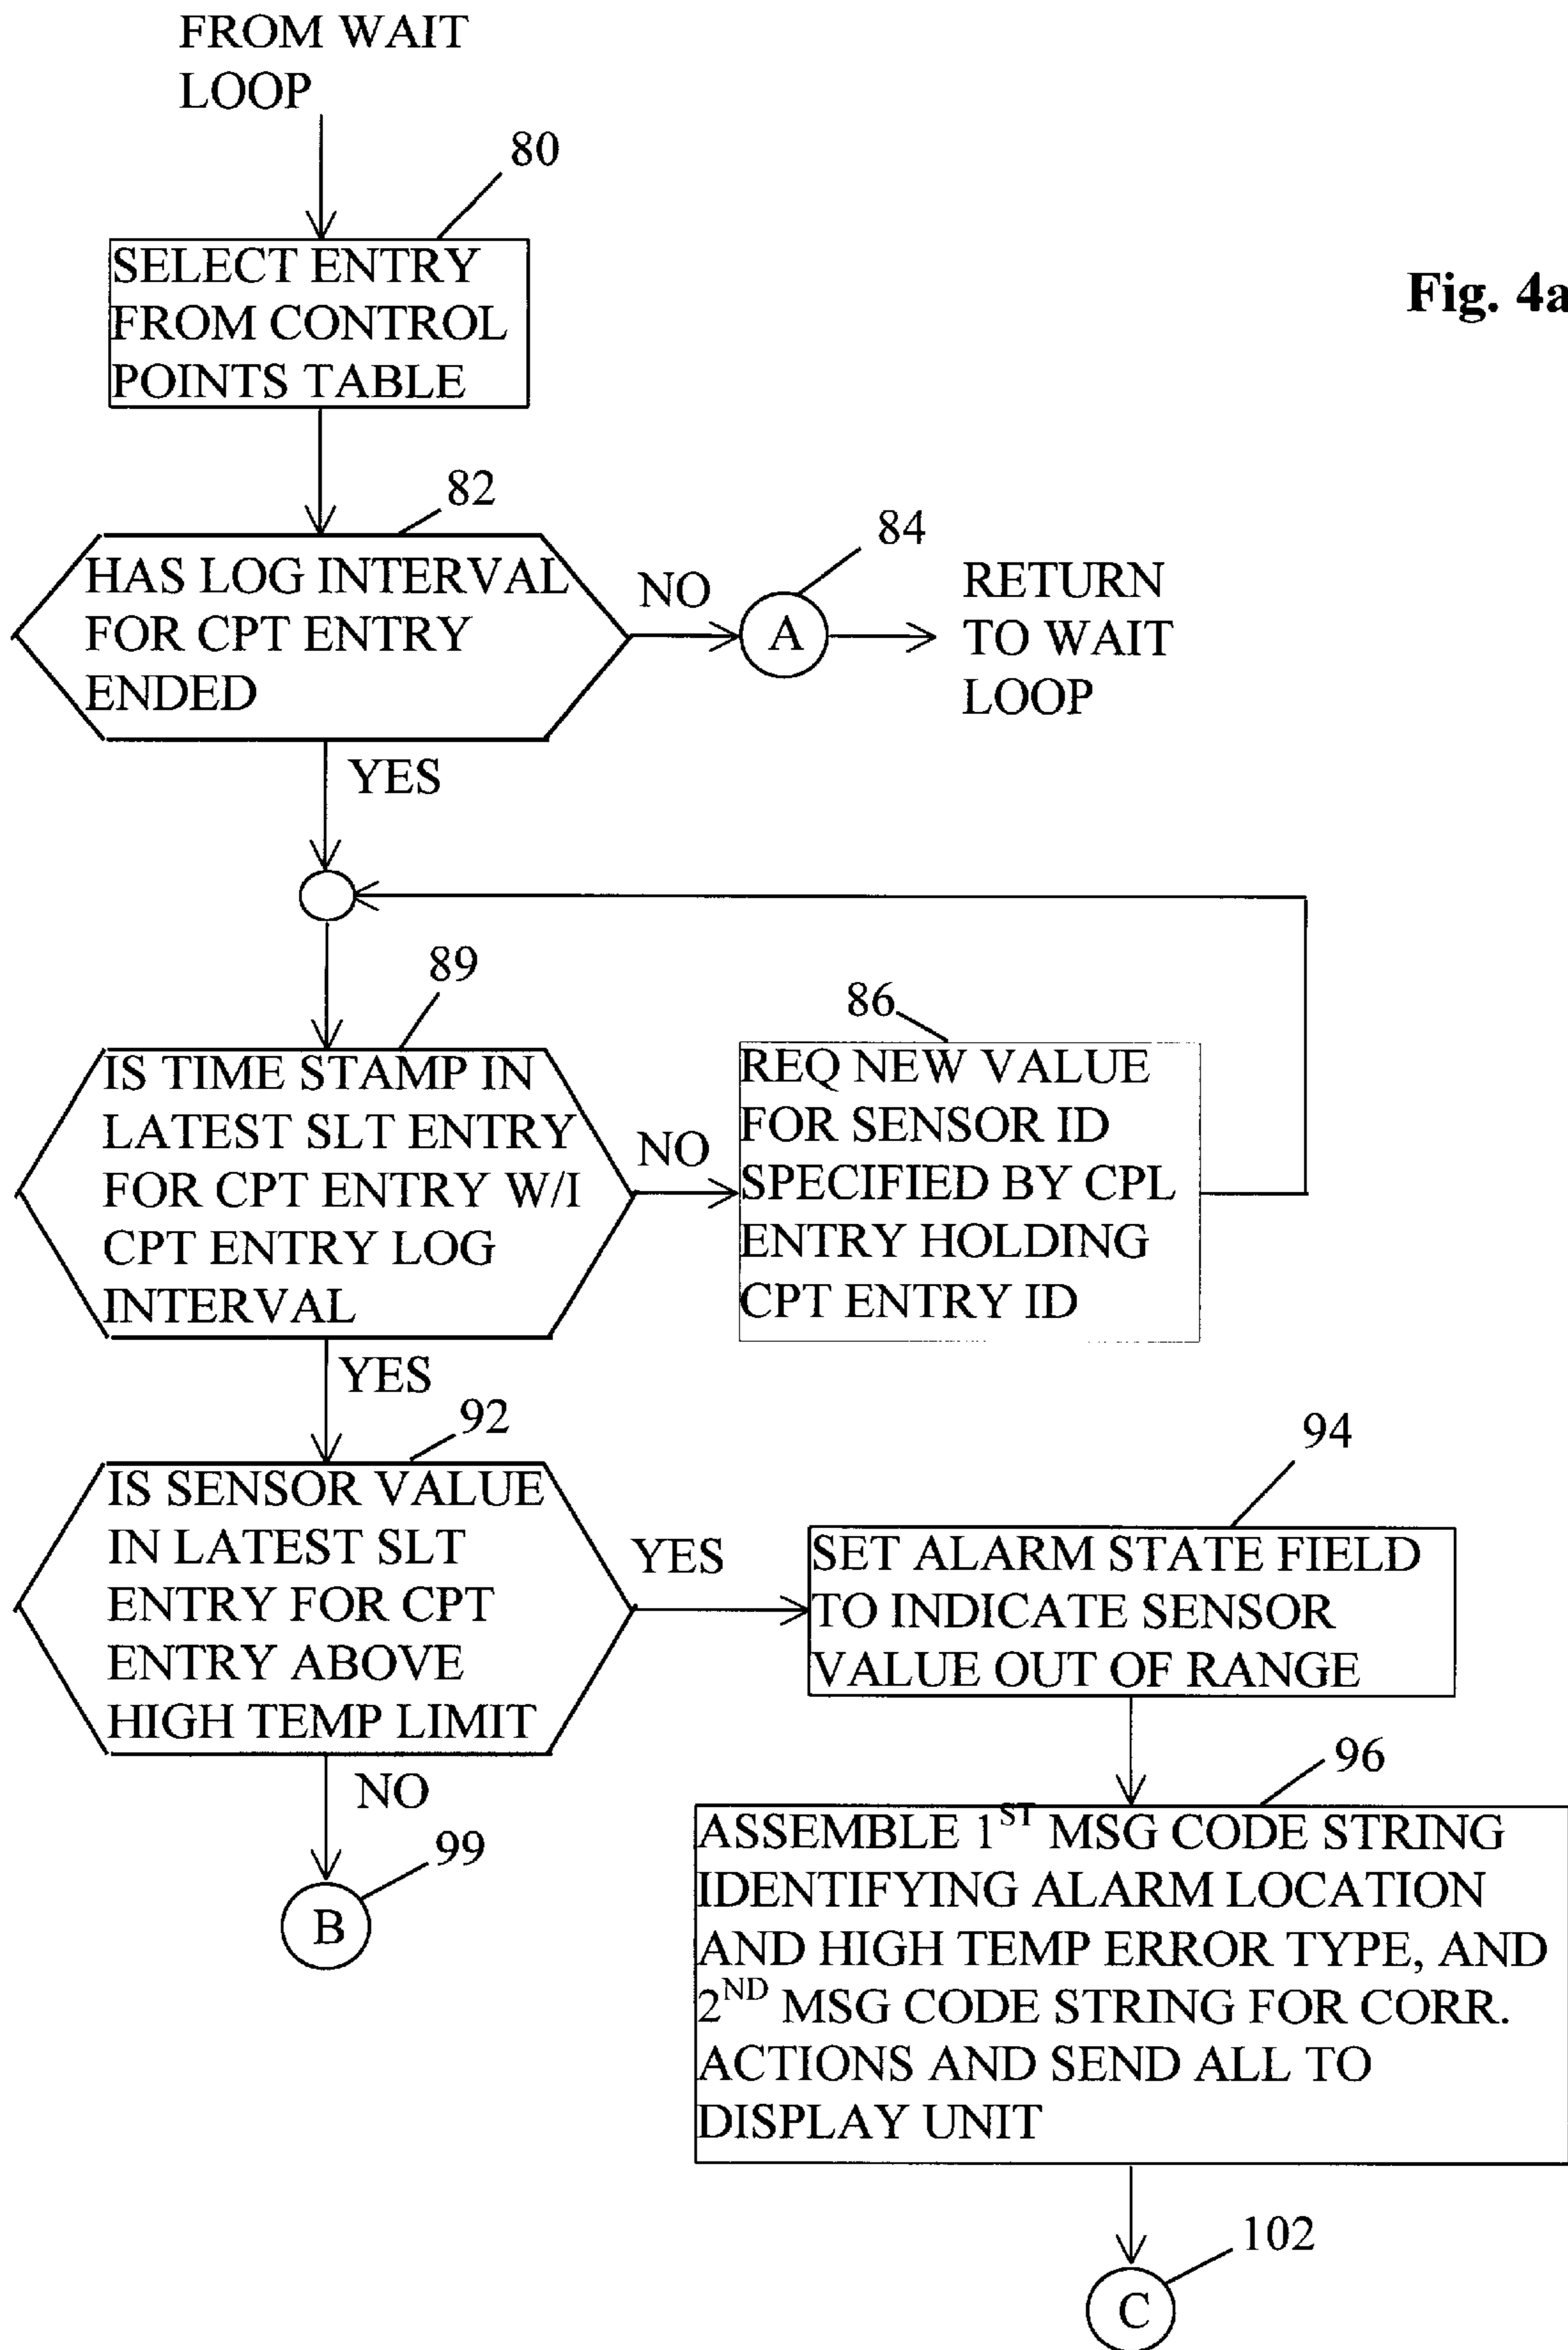 FROM WAIT
LOOP
80
SELECT ENTRY
FROM CONTROL
POINTS TABLE
Fig. 4a
82
HAS LOG INTERVAL
FOR CPT ENTRY
ENDED
NO
84
A
RETURN
TO WAIT
LOOP
YES
89
IS TIME STAMP IN
LATEST SLT ENTRY
FOR CPT ENTRY W/I
CPT ENTRY LOG
INTERVAL
NO
86
REQ NEW VALUE
FOR SENSOR ID
SPECIFIED BY CPL
ENTRY HOLDING
CPT ENTRY ID
YES
92
IS SENSOR VALUE
IN LATEST SLT
ENTRY FOR CPT
ENTRY ABOVE
HIGH TEMP LIMIT
YES
94
SET ALARM STATE FIELD
TO INDICATE SENSOR
VALUE OUT OF RANGE
NO
99
B
96
ASSEMBLE 1ST MSG CODE STRING
IDENTIFYING ALARM LOCATION
AND HIGH TEMP ERROR TYPE, AND
2ND MSG CODE STRING FOR CORR.
ACTIONS AND SEND ALL TO
DISPLAY UNIT
102
C